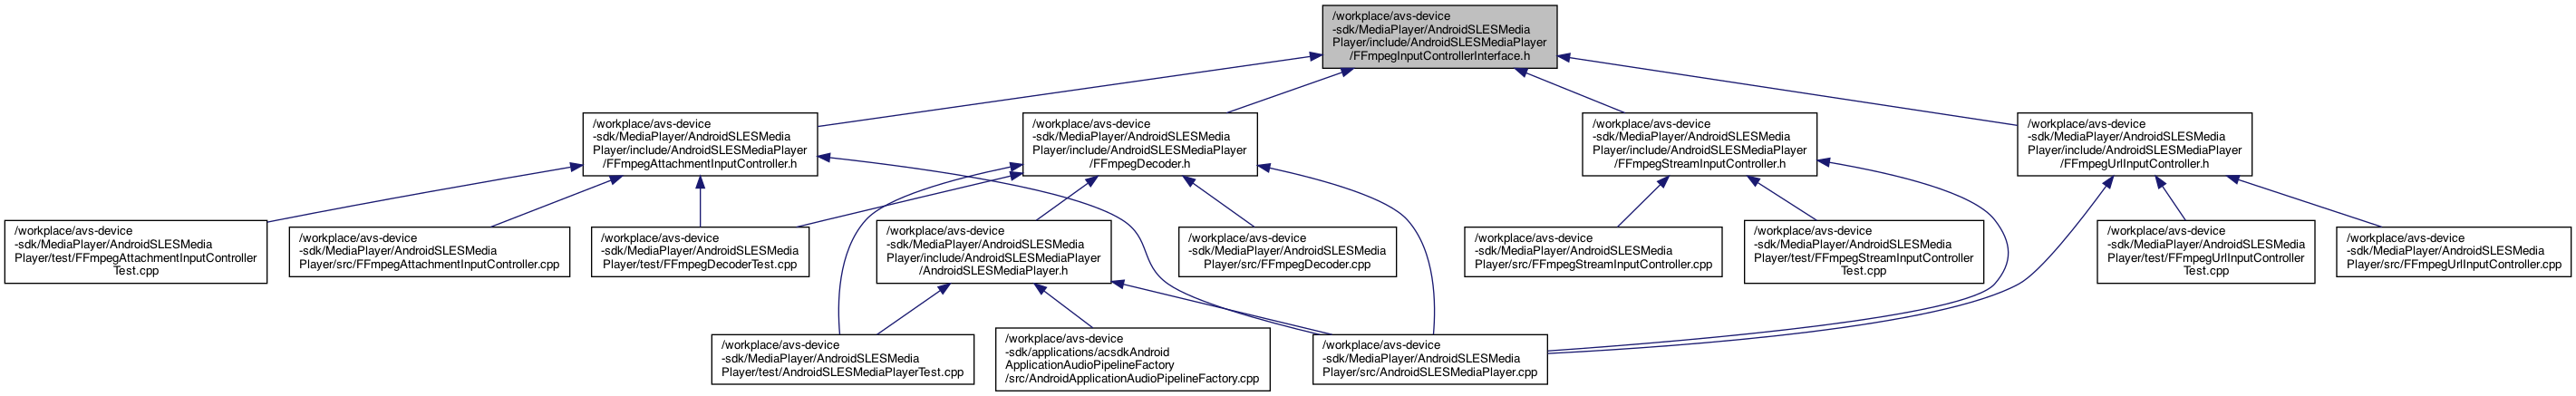 /workplace/avs-device
-sdk/MediaPlayer/AndroidSLESMedia
Player/include/AndroidSLESMediaPlayer
/FFmpegInputControllerInterface.h
/workplace/avs-device
-sdk/MediaPlayer/AndroidSLESMedia
Player/include/AndroidSLESMediaPlayer
/FFmpegAttachmentInputController.h
/workplace/avs-device
-sdk/MediaPlayer/AndroidSLESMedia
Player/include/AndroidSLESMediaPlayer
/FFmpegDecoder.h
/workplace/avs-device
-sdk/MediaPlayer/AndroidSLESMedia
Player/include/AndroidSLESMediaPlayer
/FFmpegStreamInputController.h
/workplace/avs-device
-sdk/MediaPlayer/AndroidSLESMedia
Player/include/AndroidSLESMediaPlayer
/FFmpegUrlInputController.h
/workplace/avs-device
-sdk/MediaPlayer/AndroidSLESMedia
Player/test/FFmpegAttachmentInputController
Test.cpp
/workplace/avs-device
-sdk/MediaPlayer/AndroidSLESMedia
Player/src/FFmpegAttachmentInputController.cpp
/workplace/avs-device
-sdk/MediaPlayer/AndroidSLESMedia
Player/test/FFmpegDecoderTest.cpp
/workplace/avs-device
-sdk/MediaPlayer/AndroidSLESMedia
Player/include/AndroidSLESMediaPlayer
/AndroidSLESMediaPlayer.h
/workplace/avs-device
-sdk/MediaPlayer/AndroidSLESMedia
Player/src/FFmpegDecoder.cpp
/workplace/avs-device
-sdk/MediaPlayer/AndroidSLESMedia
Player/src/FFmpegStreamInputController.cpp
/workplace/avs-device
-sdk/MediaPlayer/AndroidSLESMedia
Player/test/FFmpegStreamInputController
Test.cpp
/workplace/avs-device
-sdk/MediaPlayer/AndroidSLESMedia
Player/test/FFmpegUrlInputController
Test.cpp
/workplace/avs-device
-sdk/MediaPlayer/AndroidSLESMedia
Player/src/FFmpegUrlInputController.cpp
/workplace/avs-device
-sdk/MediaPlayer/AndroidSLESMedia
Player/test/AndroidSLESMediaPlayerTest.cpp
/workplace/avs-device
-sdk/applications/acsdkAndroid
ApplicationAudioPipelineFactory
/src/AndroidApplicationAudioPipelineFactory.cpp
/workplace/avs-device
-sdk/MediaPlayer/AndroidSLESMedia
Player/src/AndroidSLESMediaPlayer.cpp